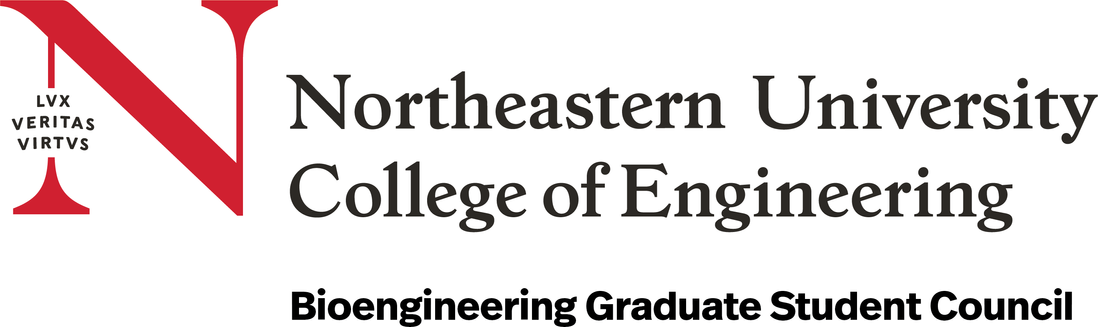 N
LVX
VERITAS
VIRTVS
Northeastern University
College of Engineering
Bioengineering Graduate Student Council